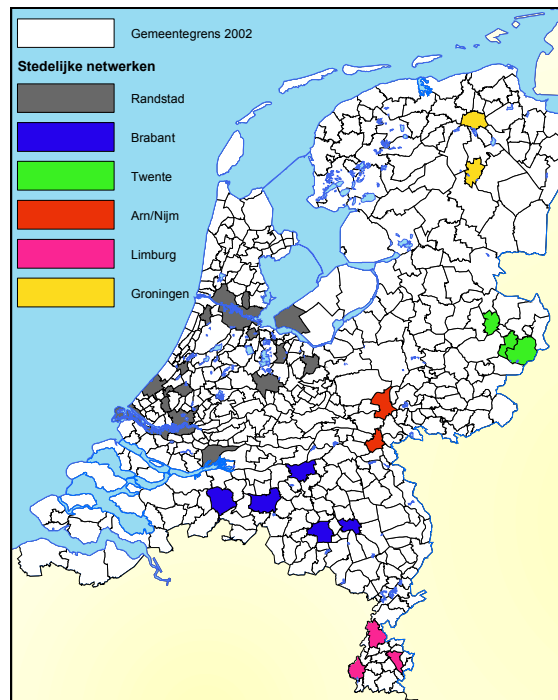 Gemeentegrens 2002
Stedelijke netwerken
Randstad
Brabant
Twente
Arn/Nijm
Limburg
Groningen